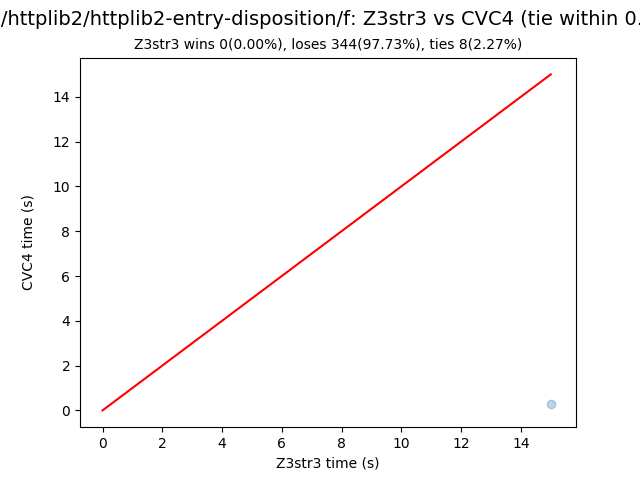 /httplib2/httplib2-entry-disposition/f: Z3str3 vs CVC4 (tie within 0.
Z3str3 wins 0(0.00%), loses 344(97.73%), ties 8(2.27%)
14
12
10
8
6
4
2
0
CVC4 time (s)
0 2 4 6 8 10 12 14
Z3str3 time (s)